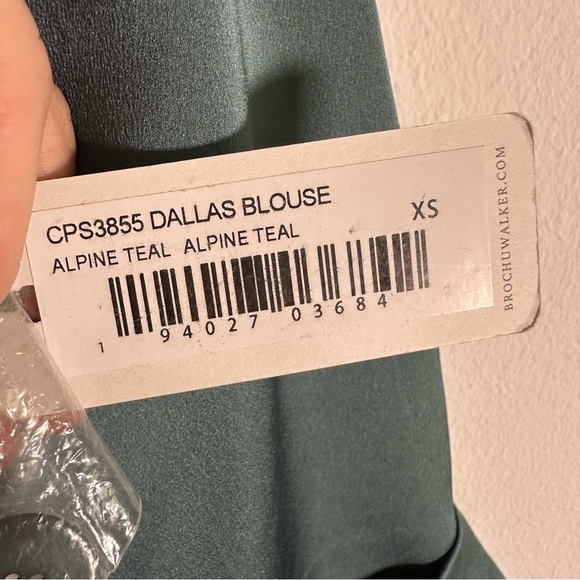 CPS3855 DALLAS BLOUSE
XS
ALPINE TEAL ALPINE TEAL
1 94027 03684
BROCHUWALKER.COM